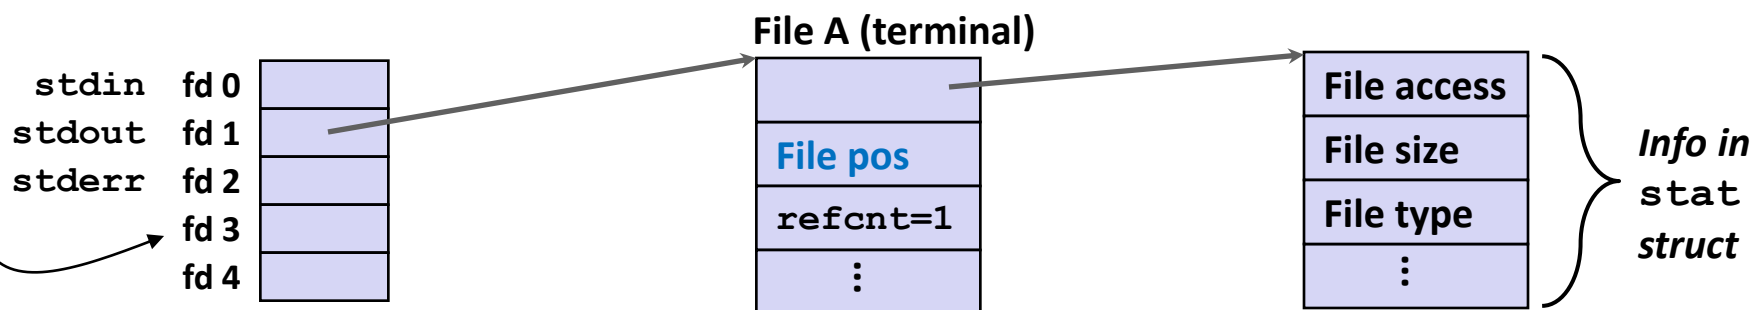 File A (terminal)
stdin fd 0
stdout fd 1
stderr fd 2
fd 3
fd 4
File pos
refcnt=1
⋮
File access
File size
File type
⋮
Info in
stat
struct